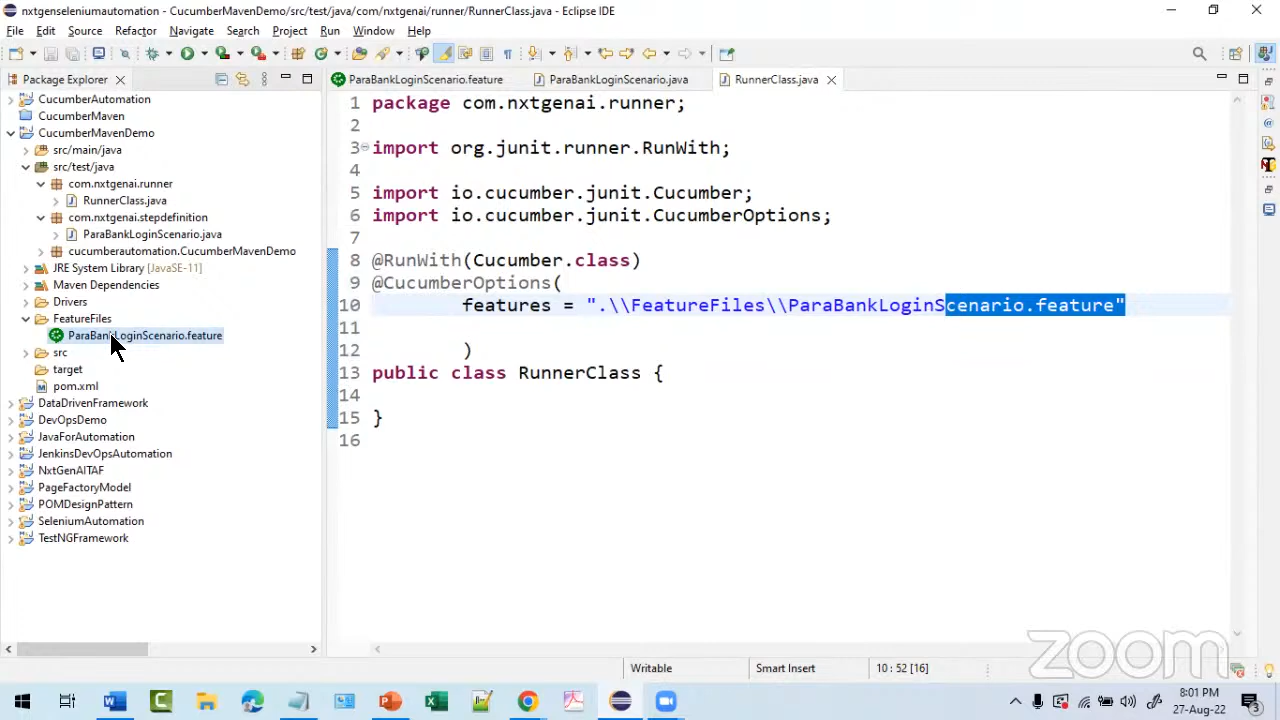 nxtgenseleniumautomation - CucumberMavenDemo/src/test/java/com/nxtgenai/runner/RunnerClass.java - Eclipse IDE
File Edit Source Refactor Navigate Search Project Run Window Help
Package Explorer
ParaBankLoginScenario.feature
ParaBankLoginScenario.java
RunnerClass.java
CucumberAutomation
CucumberMaven
CucumberMavenDemo
src/main/java
src/test/java
com.nxtgenai.runner
RunnerClass.java
com.nxtgenai.stepdefinition
ParaBankLoginScenario.java
cucumberautomation.CucumberMavenDemo
JRE System Library [JavaSE-11]
Maven Dependencies
Drivers
FeatureFiles
ParaBankLoginScenario.feature
src
target
pom.xml
DataDrivenFramework
DevOpsDemo
JavaForAutomation
JenkinsDevOpsAutomation
NxtGenAITAF
PageFactoryModel
POMDesignPattern
SeleniumAutomation
TestNGFramework
1 package com.nxtgenai.runner;
2
3 import org.junit.runner.RunWith;
4
5 import io.cucumber.junit.Cucumber;
6 import io.cucumber.junit.CucumberOptions;
7
8 @RunWith(Cucumber.class)
9 @CucumberOptions(
10 features = ".\\FeatureFiles\\ParaBankLoginScenario.feature"
11
12 )
13 public class RunnerClass {
14
15 }
16
zoom
Writable
Smart Insert
10 : 52 [16]
8:01 PM
27-Aug-22
3